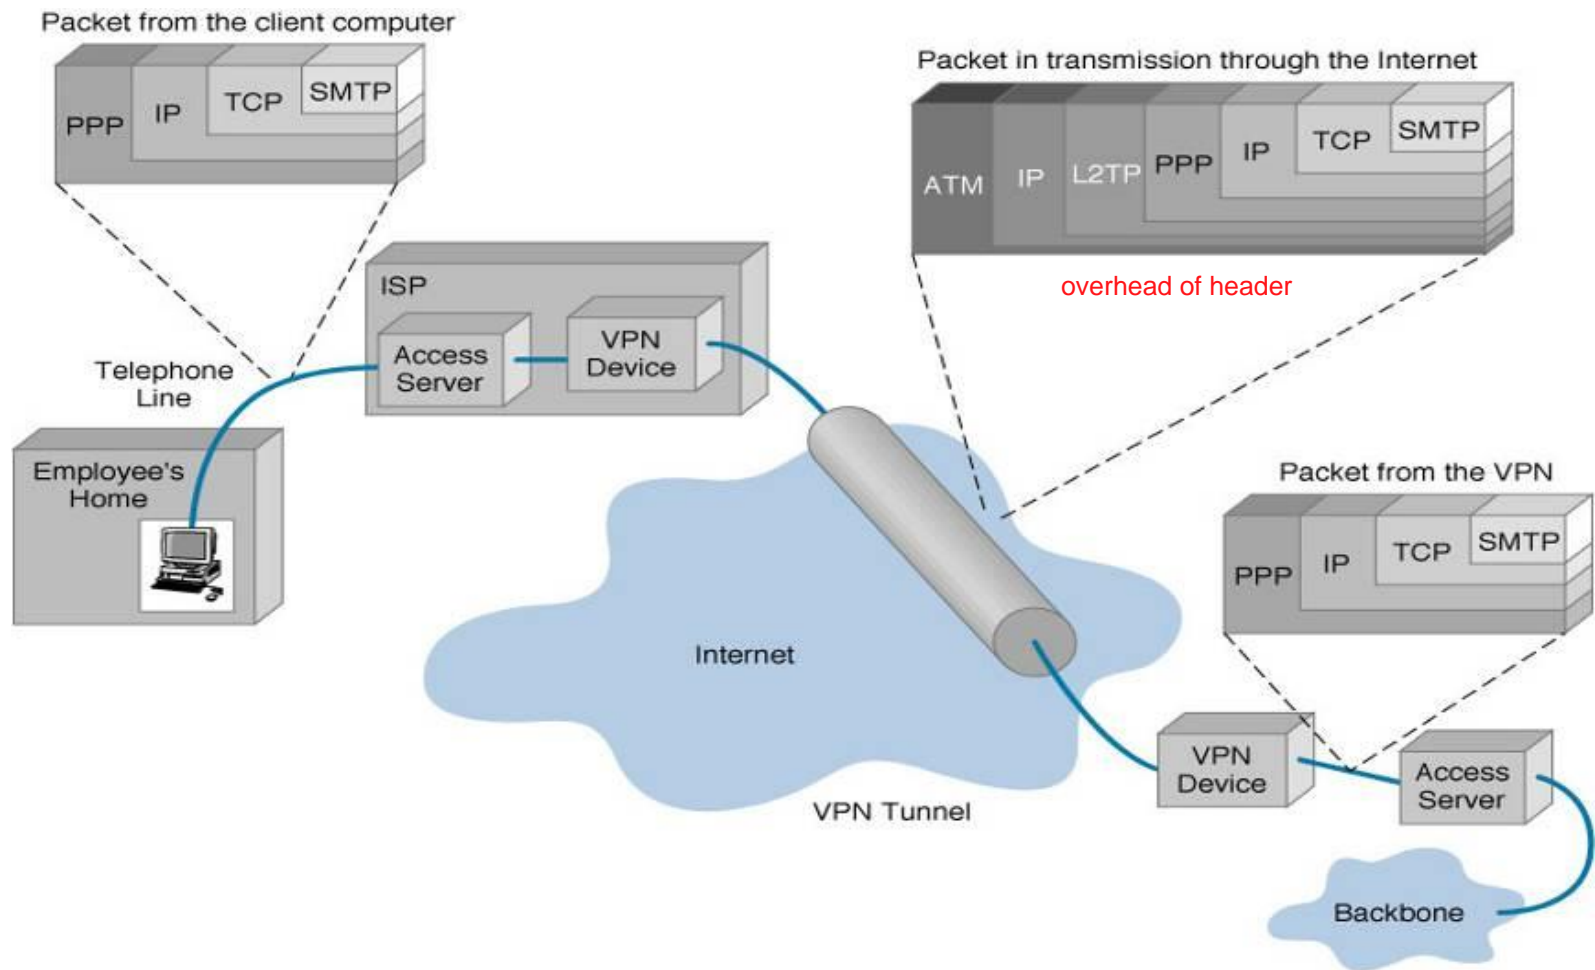 Packet from the client computer
PPP
IP
TCP
SMTP
Packet in transmission through the Internet
ATM
IP
L2TP
PPP
IP
TCP
SMTP
overhead of header
ISP
Access
Server
VPN
Device
Telephone
Line
Employee's
Home
Internet
VPN Tunnel
Packet from the VPN
PPP
IP
TCP
SMTP
VPN
Device
Access
Server
Backbone